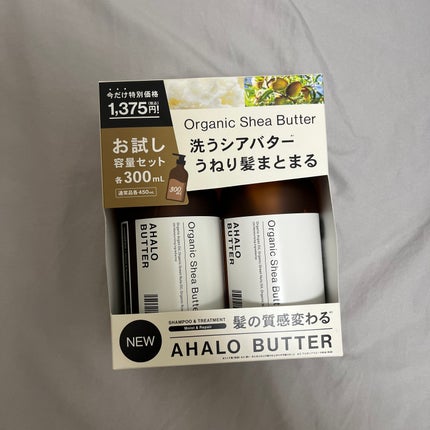 今だけ特別価格
1,375円!
(税込)
お試し
容量セット
各300mL
通常品各450mL
300
mL
Organic Shea Butter
洗うシアバター
うねり髪まとまる
Organic Shea Butter
AHALO
BUTTER
Organic Shea Butter
AHALO
BUTTER
NEW
SHAMPOO & TREATMENT
Moist & Repair
髪の質感変わる
AHALO BUTTER